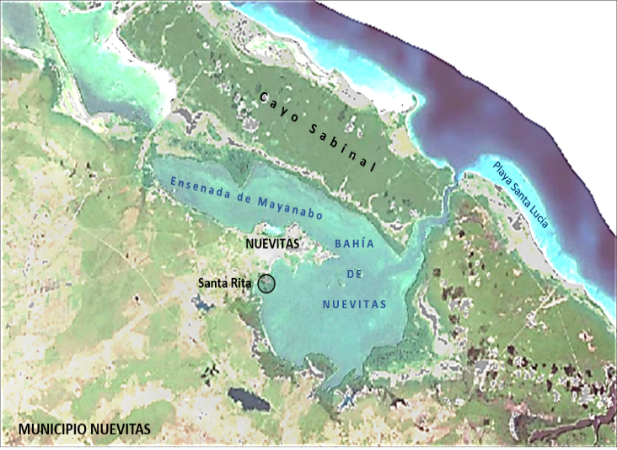 Cayo Sabinal
Playa Santa Lucía
Ensenada de Mayanabo
NUEVITAS
BAHÍA
DE
NUEVITAS
Santa Rita
MUNICIPIO NUEVITAS